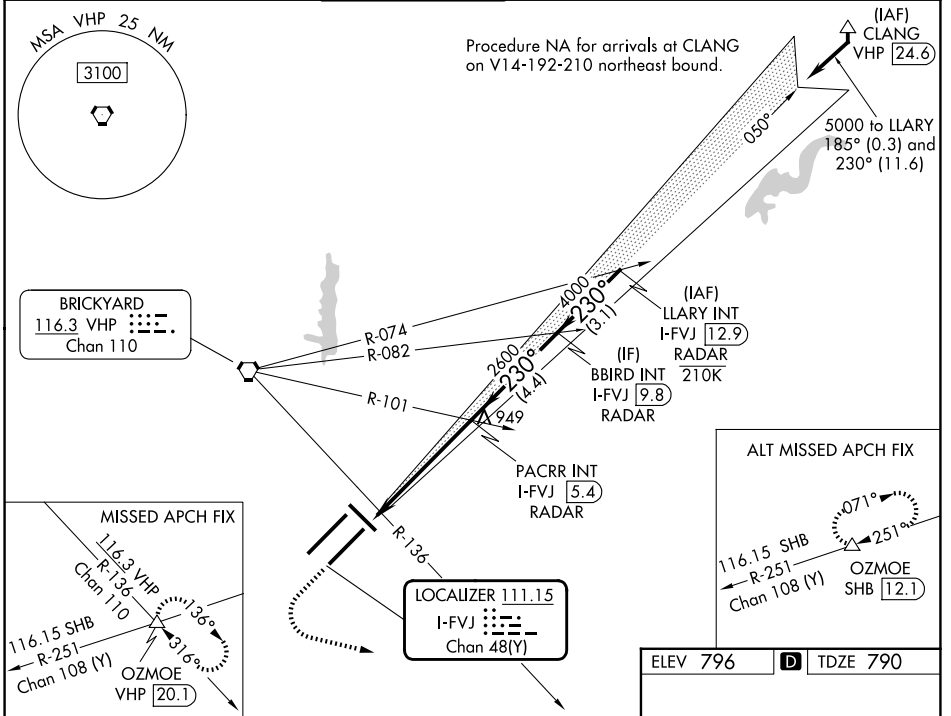 MSA VHP 25 NM
3100
Procedure NA for arrivals at CLANG
on V14-192-210 northeast bound.
(IAF)
CLANG
VHP 24.6
5000 to LLARY
185° (0.3) and
230° (11.6)
050°
BRICKYARD
116.3 VHP
Chan 110
R-074
R-082
R-101
R-136
4000
230°
(3.1)
2600
230°
(4.4)
949
(IAF)
LLARY INT
I-FVJ 12.9
RADAR
210K
(IF)
BBIRD INT
I-FVJ 9.8
RADAR
PACRR INT
I-FVJ 5.4
RADAR
LOCALIZER 111.15
I-FVJ
Chan 48(Y)
MISSED APCH FIX
116.3 VHP
R-136
Chan 110
116.15 SHB
R-251
Chan 108 (Y)
136°
316°
OZMOE
VHP 20.1
ALT MISSED APCH FIX
071°
251°
116.15 SHB
R-251
Chan 108 (Y)
OZMOE
SHB 12.1
ELEV 796 D TDZE 790